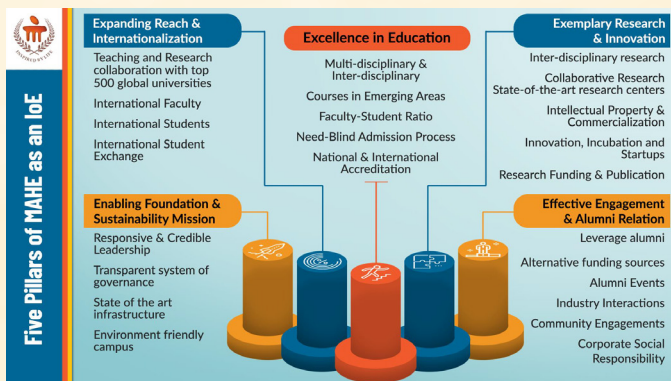 INSPIRED BY LIFE
Five Pillars of MAHE as an IoE
Expanding Reach &
Internationalization
Teaching and Research
collaboration with top
500 global universities
International Faculty
International Students
International Student
Exchange
Excellence in Education
Multi-disciplinary &
Inter-disciplinary
Courses in Emerging Areas
Faculty-Student Ratio
Need-Blind Admission Process
National & International
Accreditation
Exemplary Research
& Innovation
Inter-disciplinary research
Collaborative Research
State-of-the-art research centers
Intellectual Property &
Commercialization
Innovation, Incubation and
Startups
Research Funding & Publication
Enabling Foundation &
Sustainability Mission
Responsive & Credible
Leadership
Transparent system of
governance
State of the art
infrastructure
Environment friendly
campus
Effective Engagement
& Alumni Relation
Leverage alumni
Alternative funding sources
Alumni Events
Industry Interactions
Community Engagements
Corporate Social
Responsibility